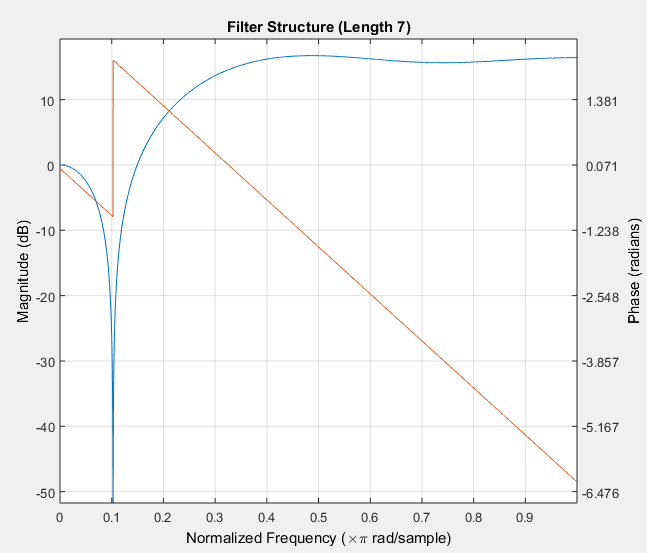 Filter Structure (Length 7)
10
0
-10
-20
-30
-40
-50
Magnitude (dB)
1.381
0.071
-1.238
-2.548
-3.857
-5.167
-6.476
Phase (radians)
0 0.1 0.2 0.3 0.4 0.5 0.6 0.7 0.8 0.9
Normalized Frequency (×π rad/sample)